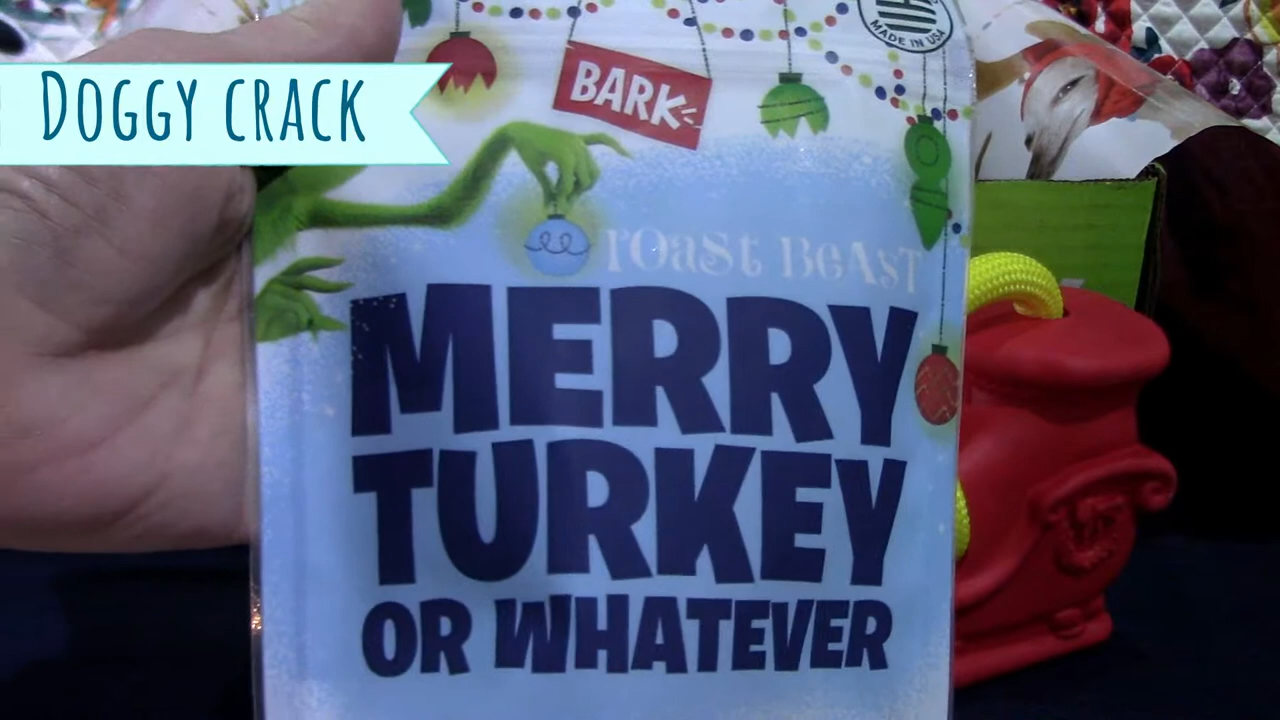 MADE IN USA
BARK
Doggy crack
roast Beast
MERRY
TURKEY
OR WHATEVER